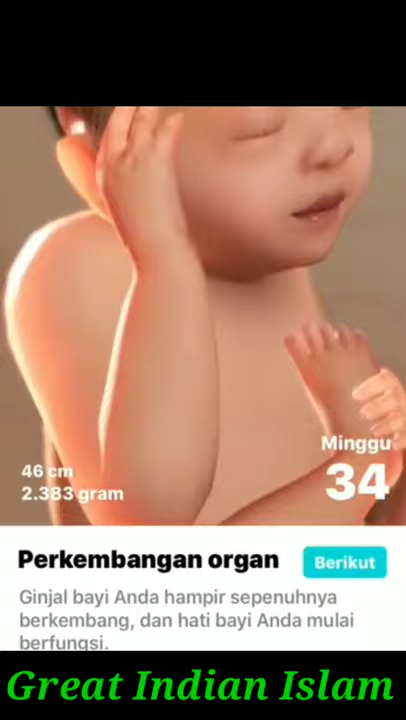 46 cm
2.383 gram
Minggu
34
Perkembangan organ
Berikut
Ginjal bayi Anda hampir sepenuhnya
berkembang, dan hati bayi Anda mulai
berfungsi.
Great Indian Islam